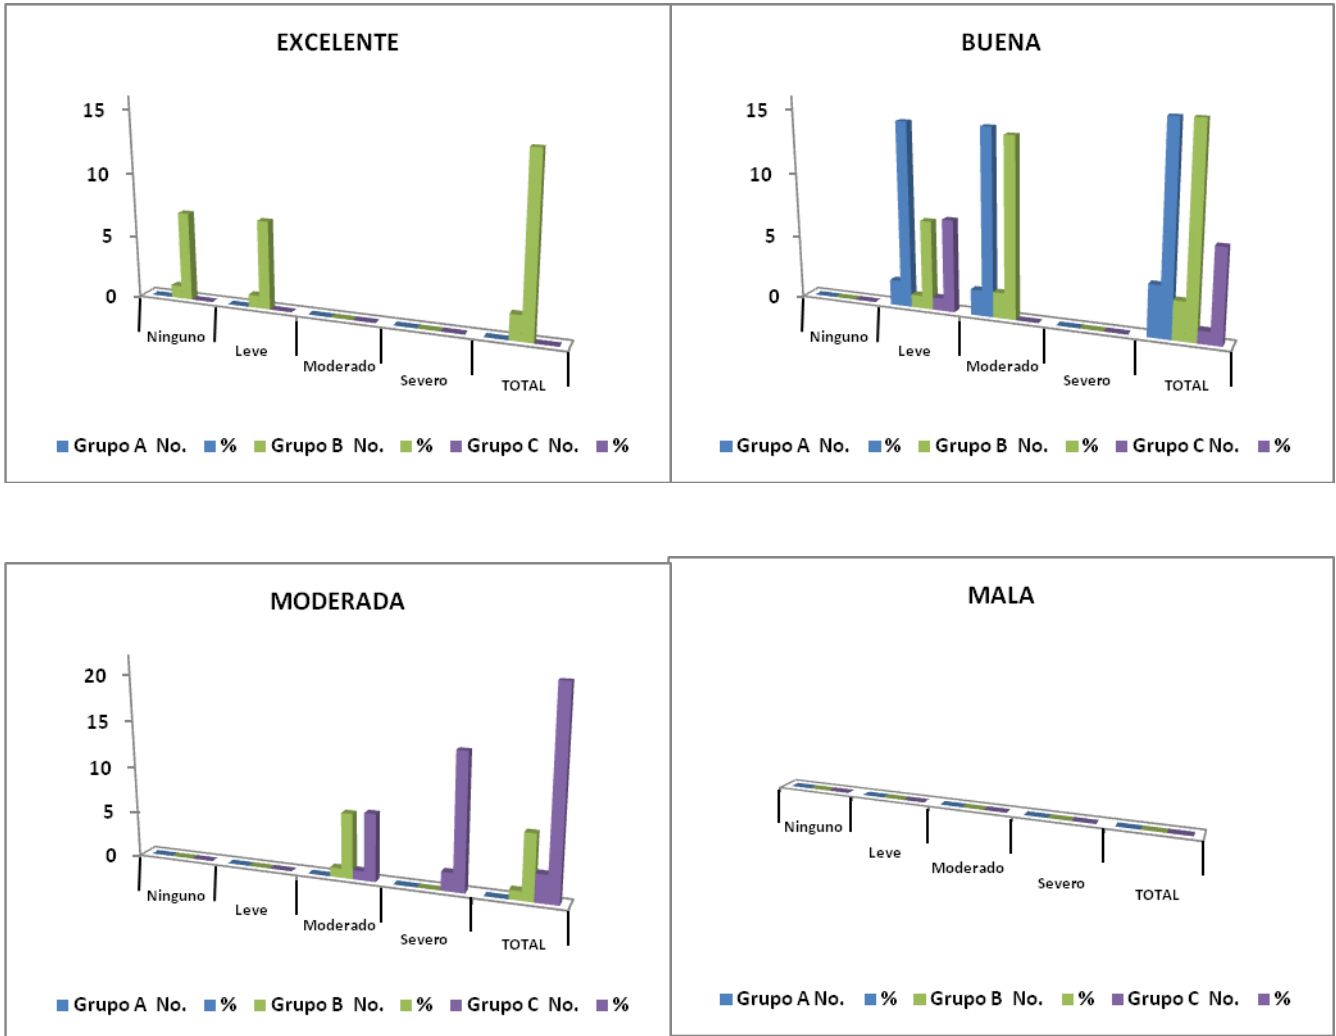 EXCELENTE
15
10
5
0
Ninguno
Leve
Moderado
Severo
TOTAL
Grupo A No. % Grupo B No. % Grupo C No. %
BUENA
15
10
5
0
Ninguno
Leve
Moderado
Severo
TOTAL
Grupo A No. % Grupo B No. % Grupo C No. %
MODERADA
20
15
10
5
0
Ninguno
Leve
Moderado
Severo
TOTAL
Grupo A No. % Grupo B No. % Grupo C No. %
MALA
Ninguno
Leve
Moderado
Severo
TOTAL
Grupo A No. % Grupo B No. % Grupo C No. %